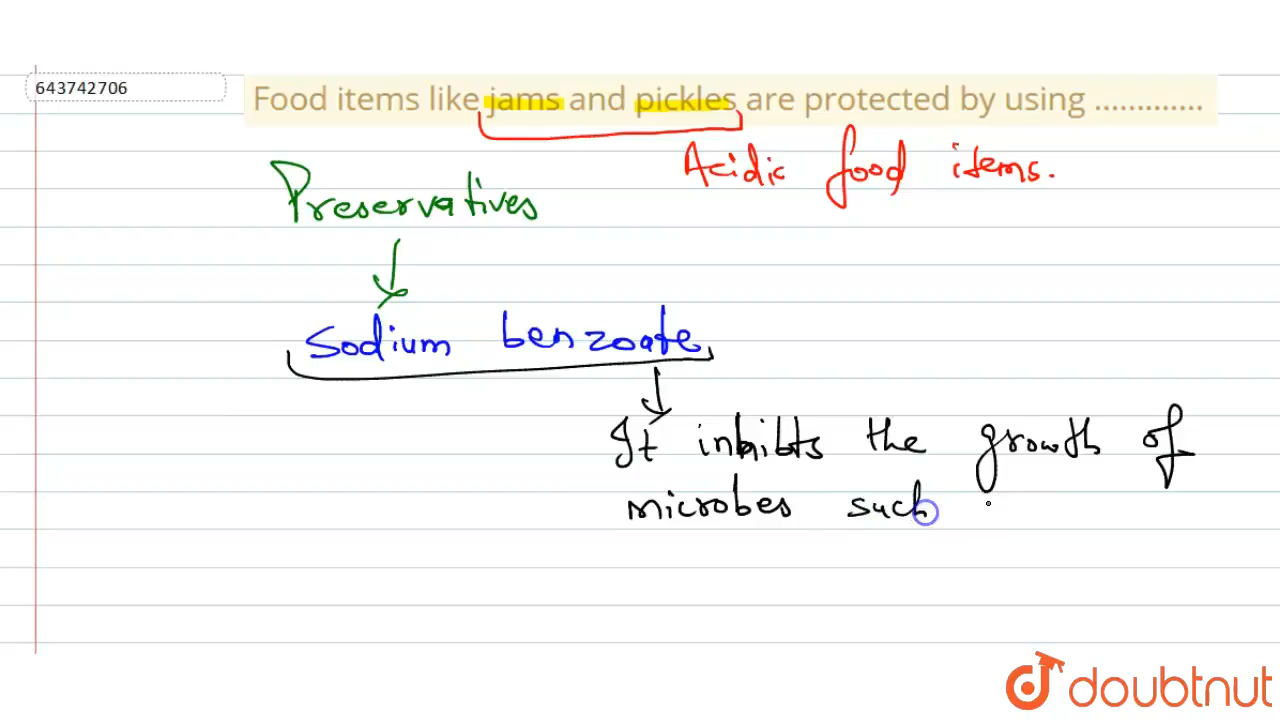 643742706
Food items like jams and pickles are protected by using .............
Acidic food items.
Preservatives
Sodium benzoate
It inhibits the growth of
microbes such
doubtnut